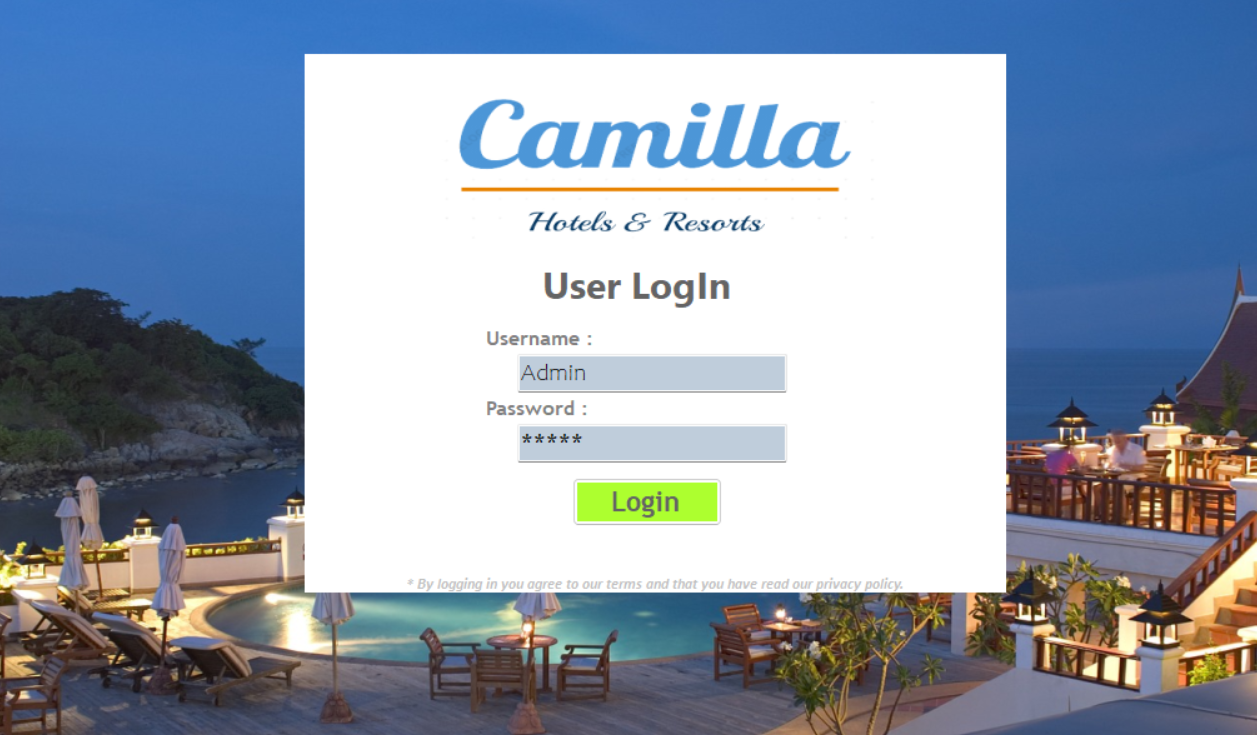 Camilla
Hotels & Resorts
User LogIn
Username :
Admin
Password :
*****
Login
* By logging in you agree to our terms and that you have read our privacy policy.